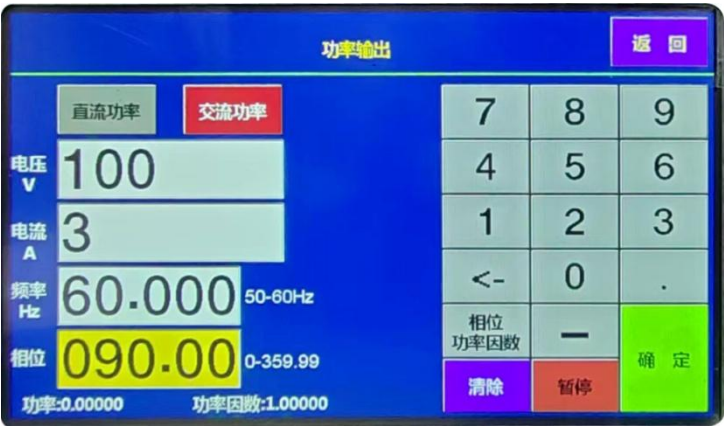 功率输出
返 回
直流功率
交流功率
电压
V
100
电流
A
3
频率
Hz
60.000
50-60Hz
相位
090.00
0-359.99
功率:0.00000
功率因数:1.00000
7
8
9
4
5
6
1
2
3
<-
0
.
相位
功率因数
—
确 定
清除
暂停